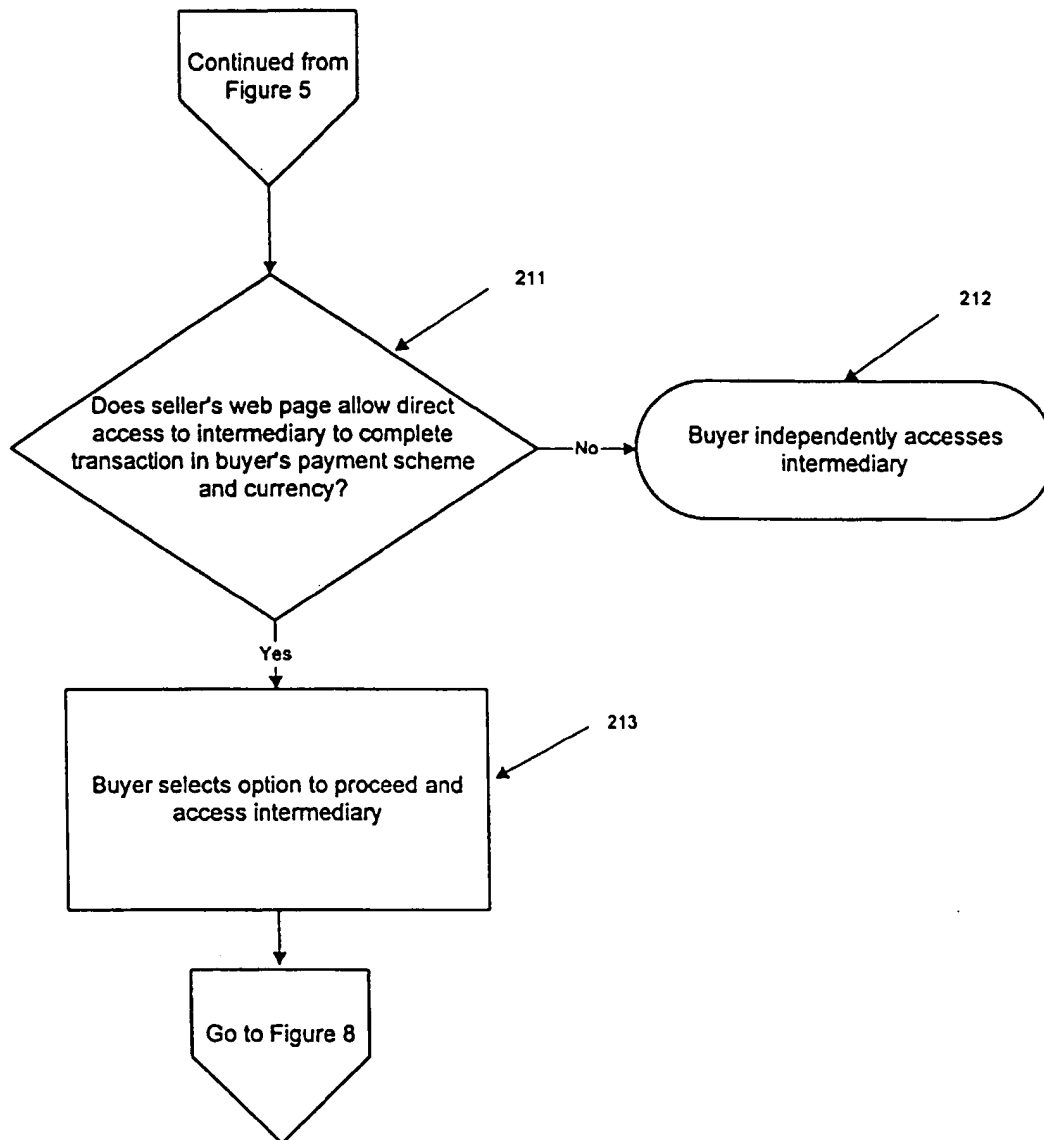 Continued from
Figure 5
211
Does seller's web page allow direct
access to intermediary to complete
transaction in buyer's payment scheme
and currency?
No
212
Buyer independently accesses
intermediary
Yes
213
Buyer selects option to proceed and
access intermediary
Go to Figure 8